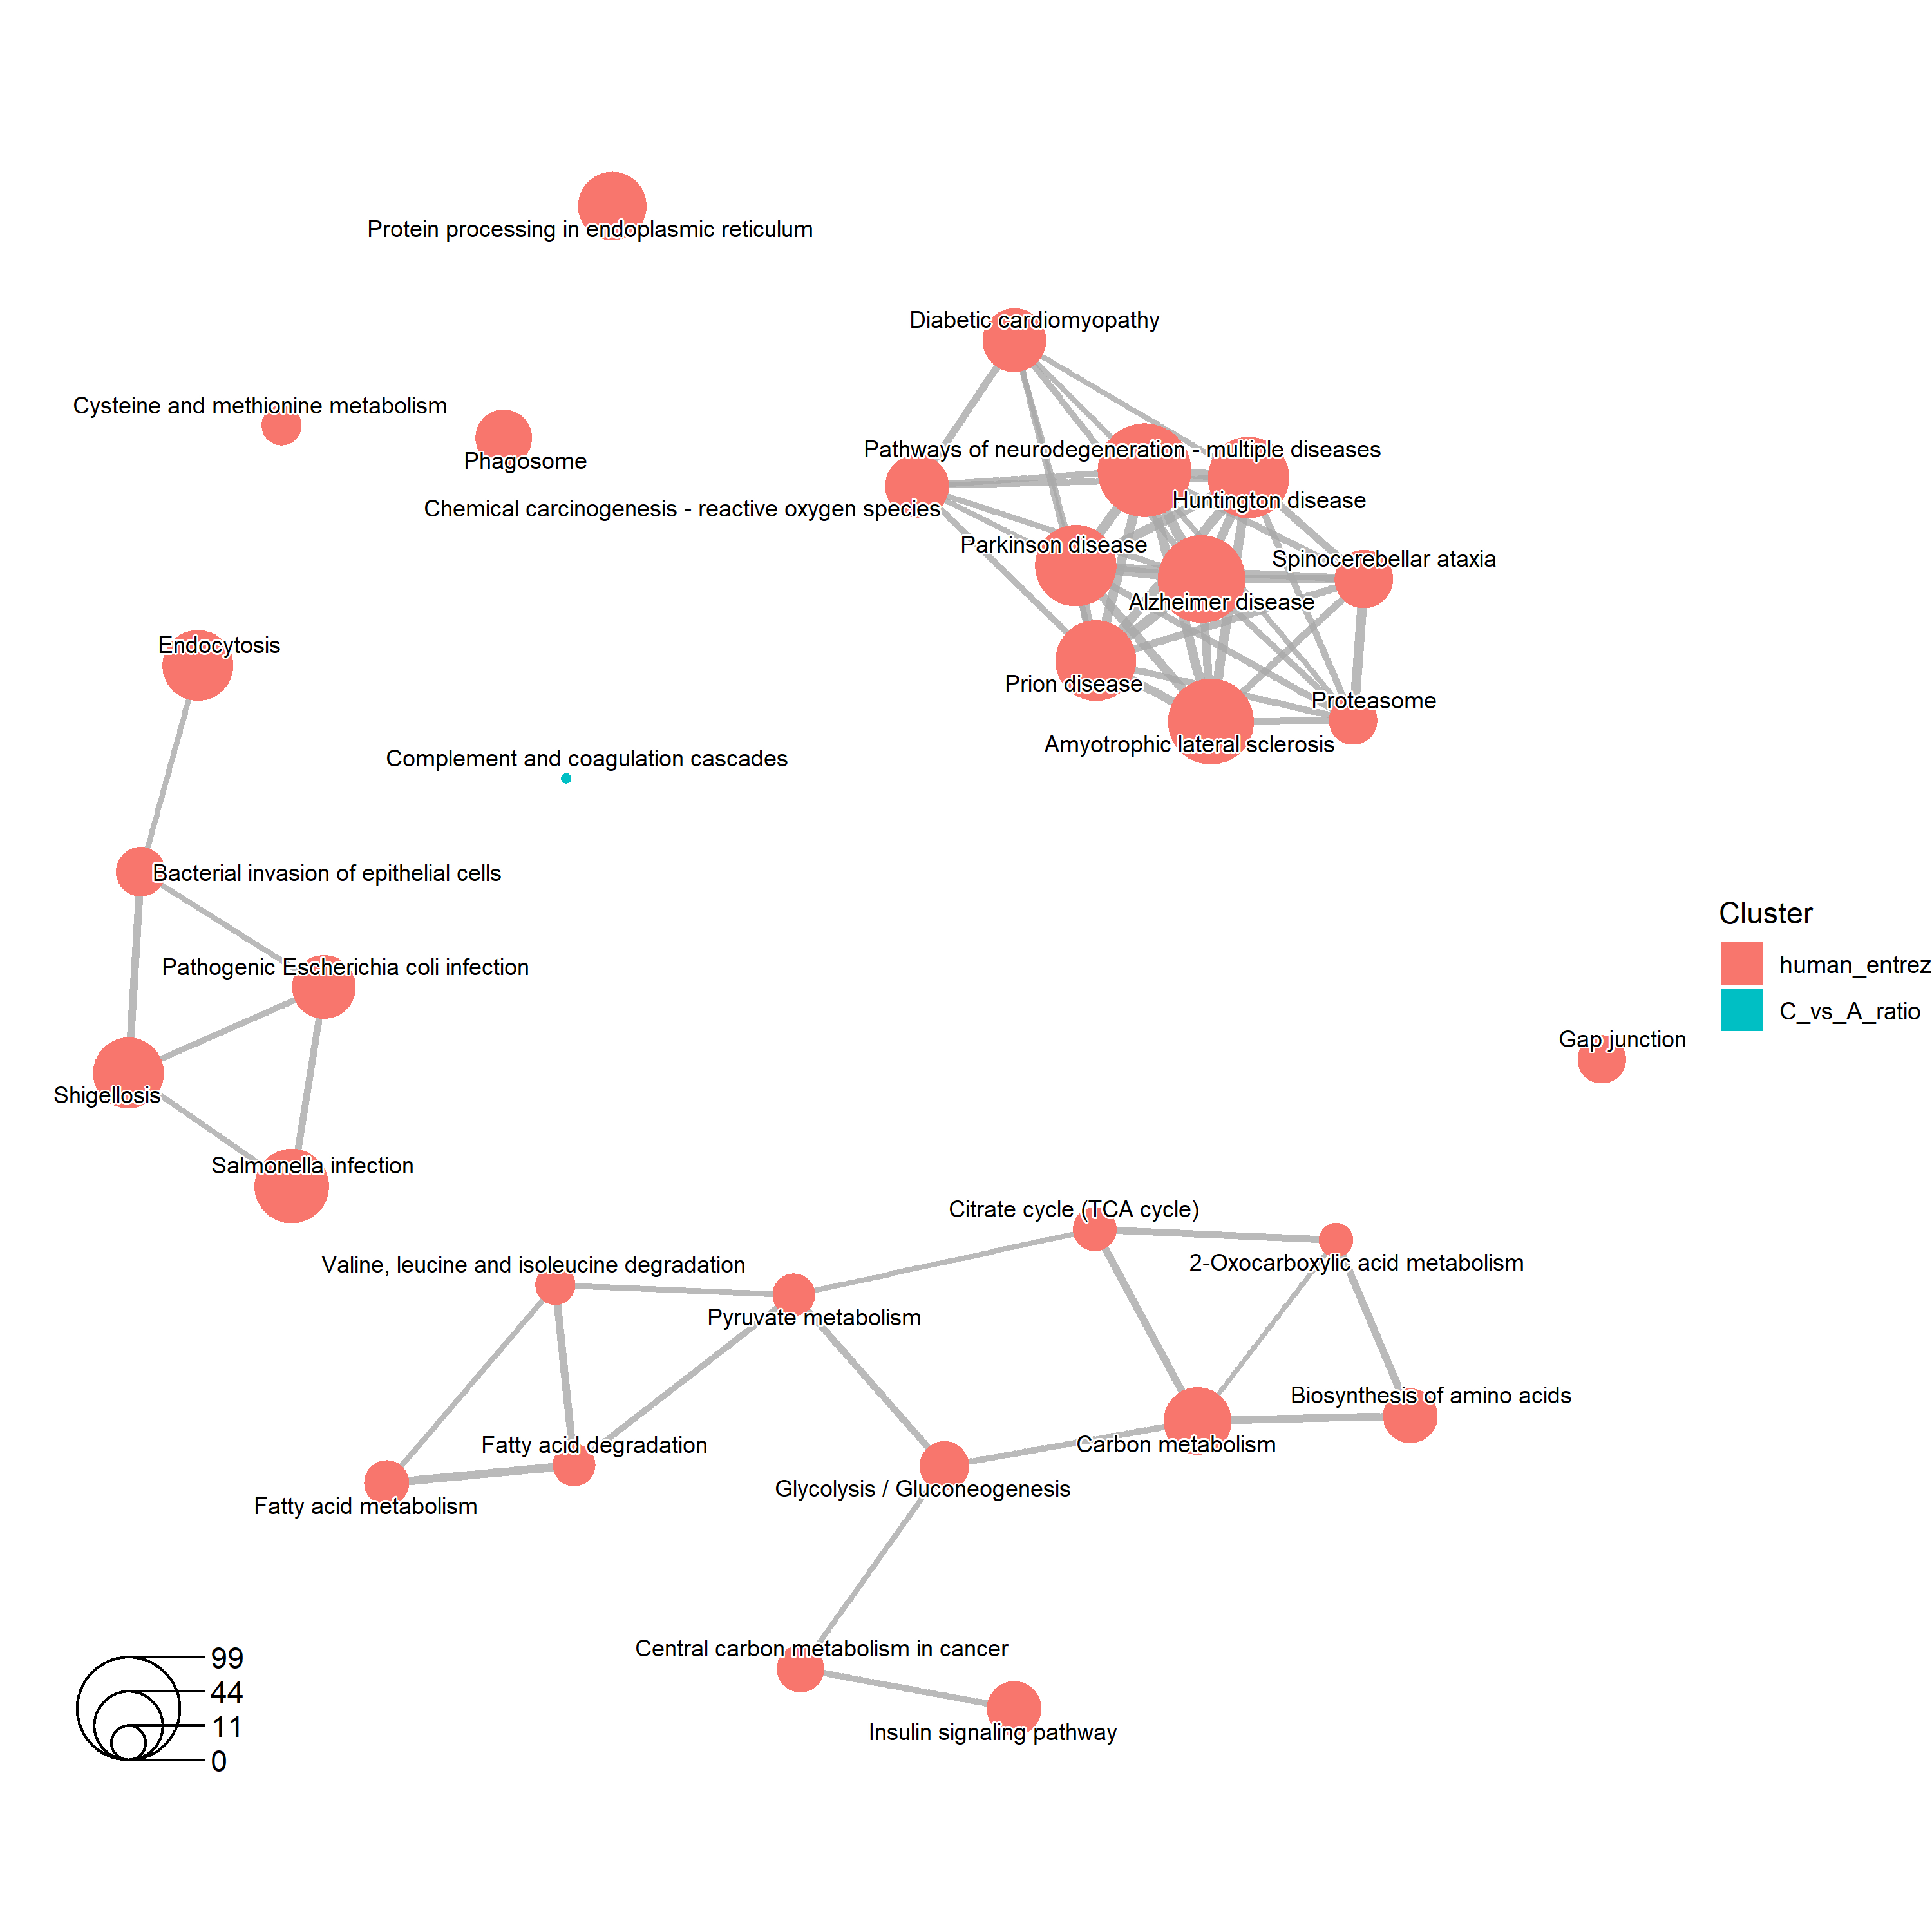 Protein processing in endoplasmic reticulum
Diabetic cardiomyopathy
Cysteine and methionine metabolism
Phagosome
Pathways of neurodegeneration - multiple diseases
Huntington disease
Chemical carcinogenesis - reactive oxygen species
Parkinson disease
Spinocerebellar ataxia
Alzheimer disease
Endocytosis
Prion disease
Proteasome
Amyotrophic lateral sclerosis
Complement and coagulation cascades
Bacterial invasion of epithelial cells
Cluster
human_entrez
C_vs_A_ratio
Pathogenic Escherichia coli infection
Gap junction
Shigellosis
Salmonella infection
Citrate cycle (TCA cycle)
2-Oxocarboxylic acid metabolism
Valine, leucine and isoleucine degradation
Pyruvate metabolism
Biosynthesis of amino acids
Carbon metabolism
Fatty acid degradation
Glycolysis / Gluconeogenesis
Fatty acid metabolism
Central carbon metabolism in cancer
Insulin signaling pathway
99
44
11
0